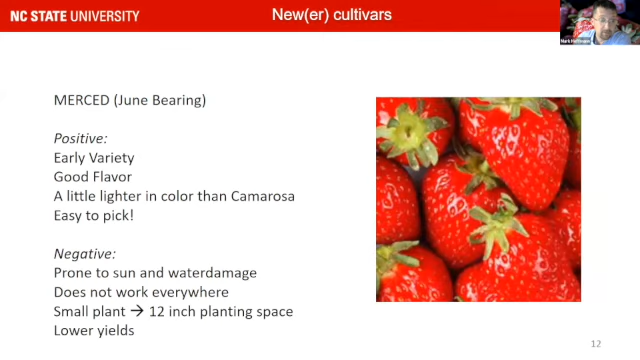 NC STATE UNIVERSITY
New(er) cultivars
MERCED (June Bearing)
Positive:
Early Variety
Good Flavor
A little lighter in color than Camarosa
Easy to pick!
Negative:
Prone to sun and waterdamage
Does not work everywhere
Small plant → 12 inch planting space
Lower yields
12